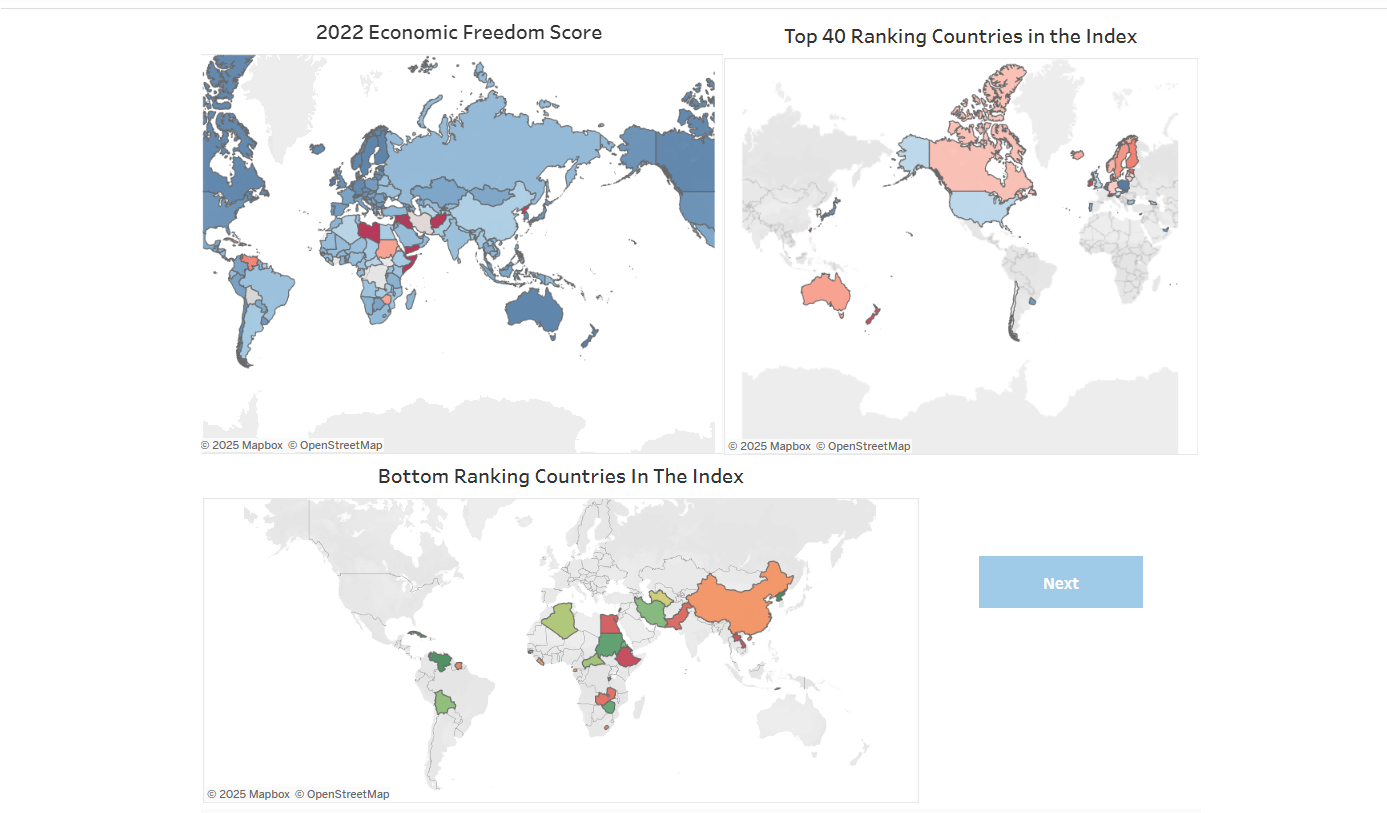 2022 Economic Freedom Score
Top 40 Ranking Countries in the Index
© 2025 Mapbox © OpenStreetMap
© 2025 Mapbox © OpenStreetMap
Bottom Ranking Countries In The Index
Next
© 2025 Mapbox © OpenStreetMap